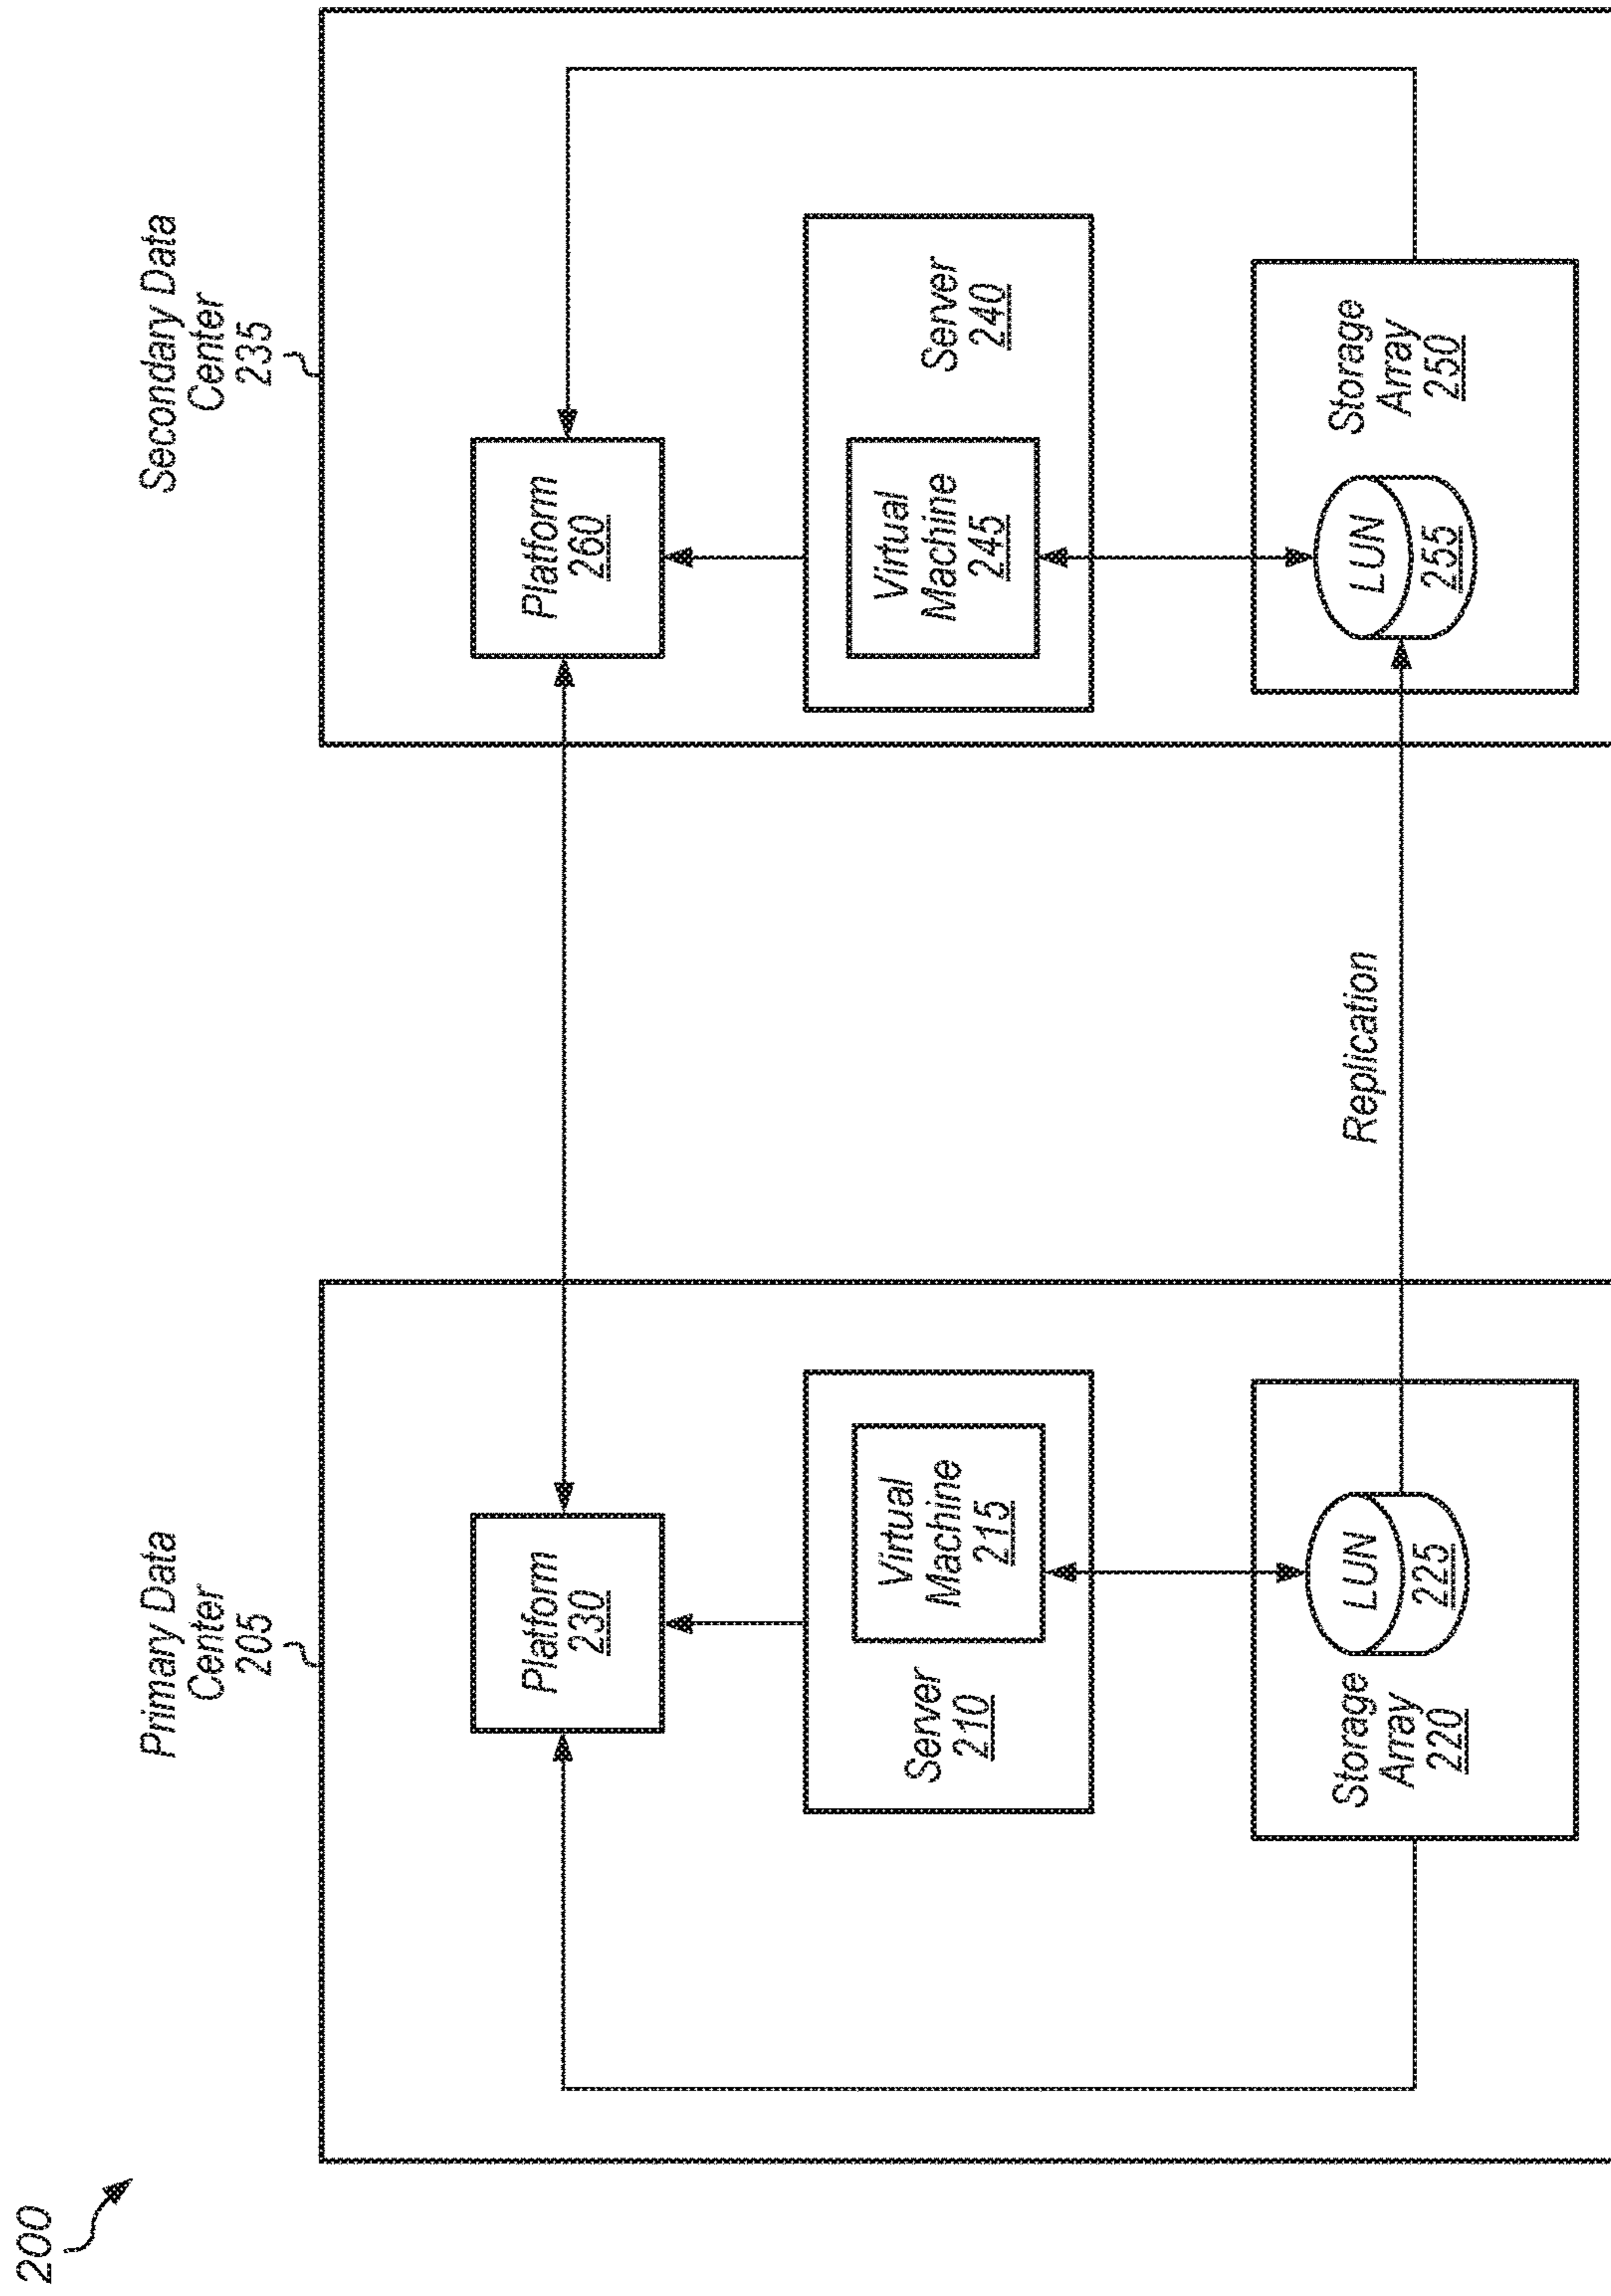 200
Primary Data
Center
205
Secondary Data
Center
235
Platform
230
Platform
260
Server
210
Virtual
Machine
215
Virtual
Machine
245
Server
240
Storage
Array
220
LUN
225
Replication
LUN
255
Storage
Array
250